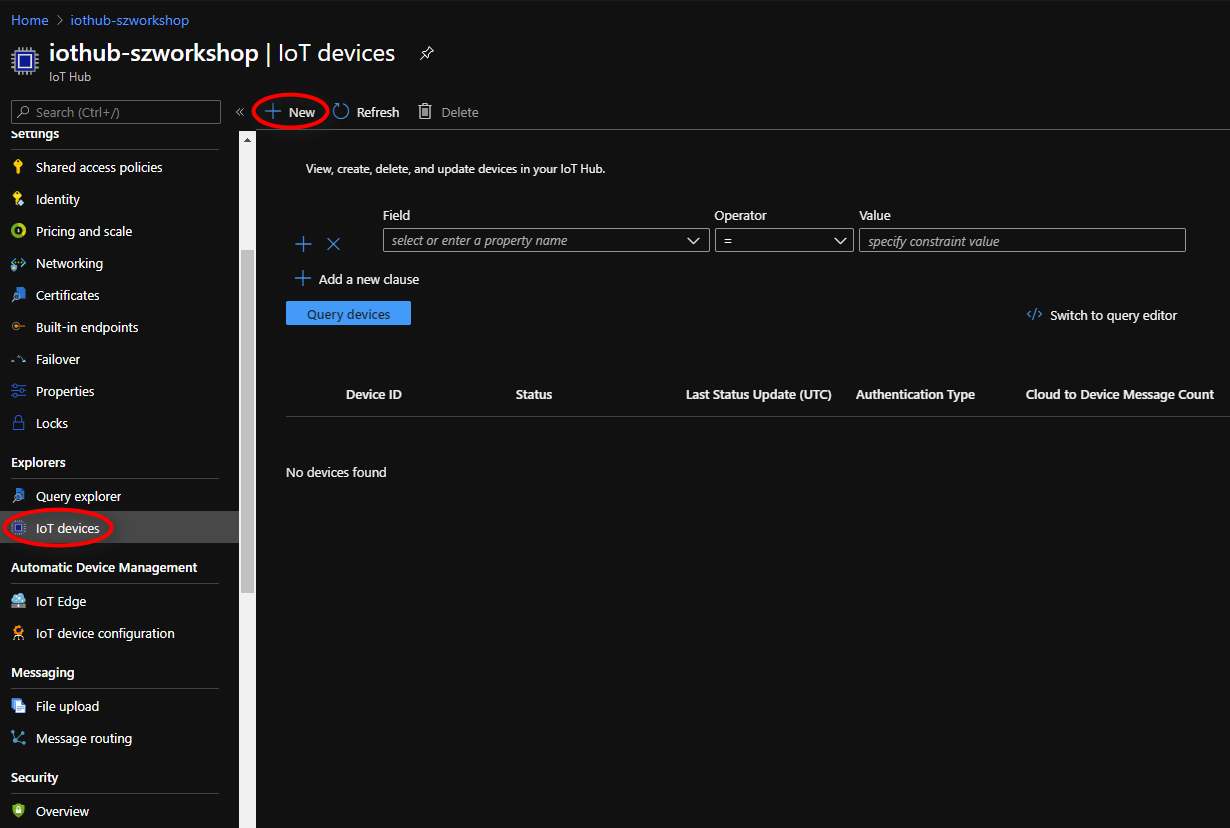 Home > iothub-szworkshop
iothub-szworkshop | IoT devices
IoT Hub
Search (Ctrl+/)
«
New
Refresh
Delete
Settings
Shared access policies
Identity
Pricing and scale
Networking
Certificates
Built-in endpoints
Failover
Properties
Locks
Explorers
Query explorer
IoT devices
Automatic Device Management
IoT Edge
IoT device configuration
Messaging
File upload
Message routing
Security
Overview
View, create, delete, and update devices in your IoT Hub.
Field Operator Value
select or enter a property name = specify constraint value
Add a new clause
Query devices
</> Switch to query editor
Device ID Status Last Status Update (UTC) Authentication Type Cloud to Device Message Count
No devices found